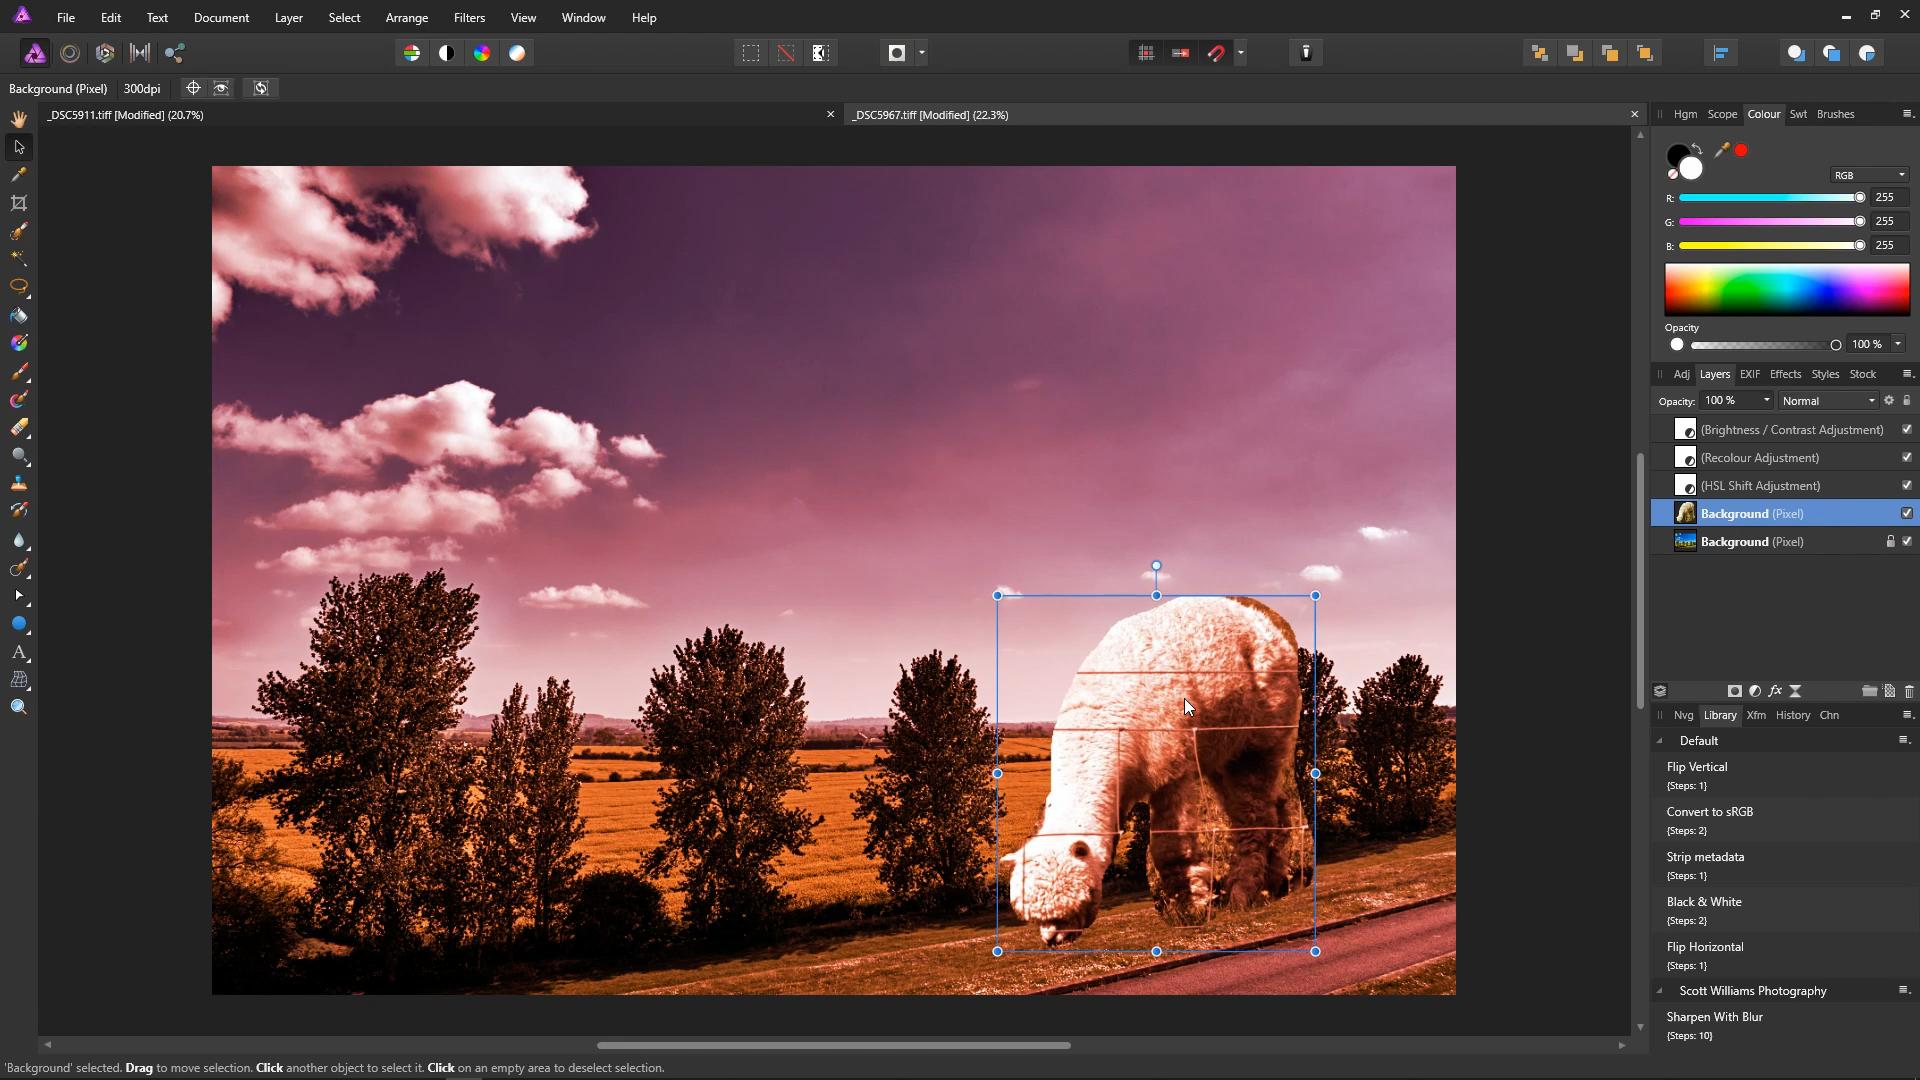 File Edit Text Document Layer Select Arrange Filters View Window Help
Background (Pixel) 300dpi
_DSC5911.tiff [Modified] (20.7%)
_DSC5967.tiff [Modified] (22.3%)
Hgm Scope Colour Swt Brushes
RGB
R: 255
G: 255
B: 255
Opacity
100 %
Adj Layers EXIF Effects Styles Stock
Opacity: 100 % Normal
(Brightness / Contrast Adjustment)
(Recolour Adjustment)
(HSL Shift Adjustment)
Background (Pixel)
Background (Pixel)
Nvg Library Xfm History Chn
Default
Flip Vertical
{Steps: 1}
Convert to sRGB
{Steps: 2}
Strip metadata
{Steps: 1}
Black & White
{Steps: 2}
Flip Horizontal
{Steps: 1}
Scott Williams Photography
Sharpen With Blur
{Steps: 10}
'Background' selected. Drag to move selection. Click another object to select it. Click on an empty area to deselect selection.